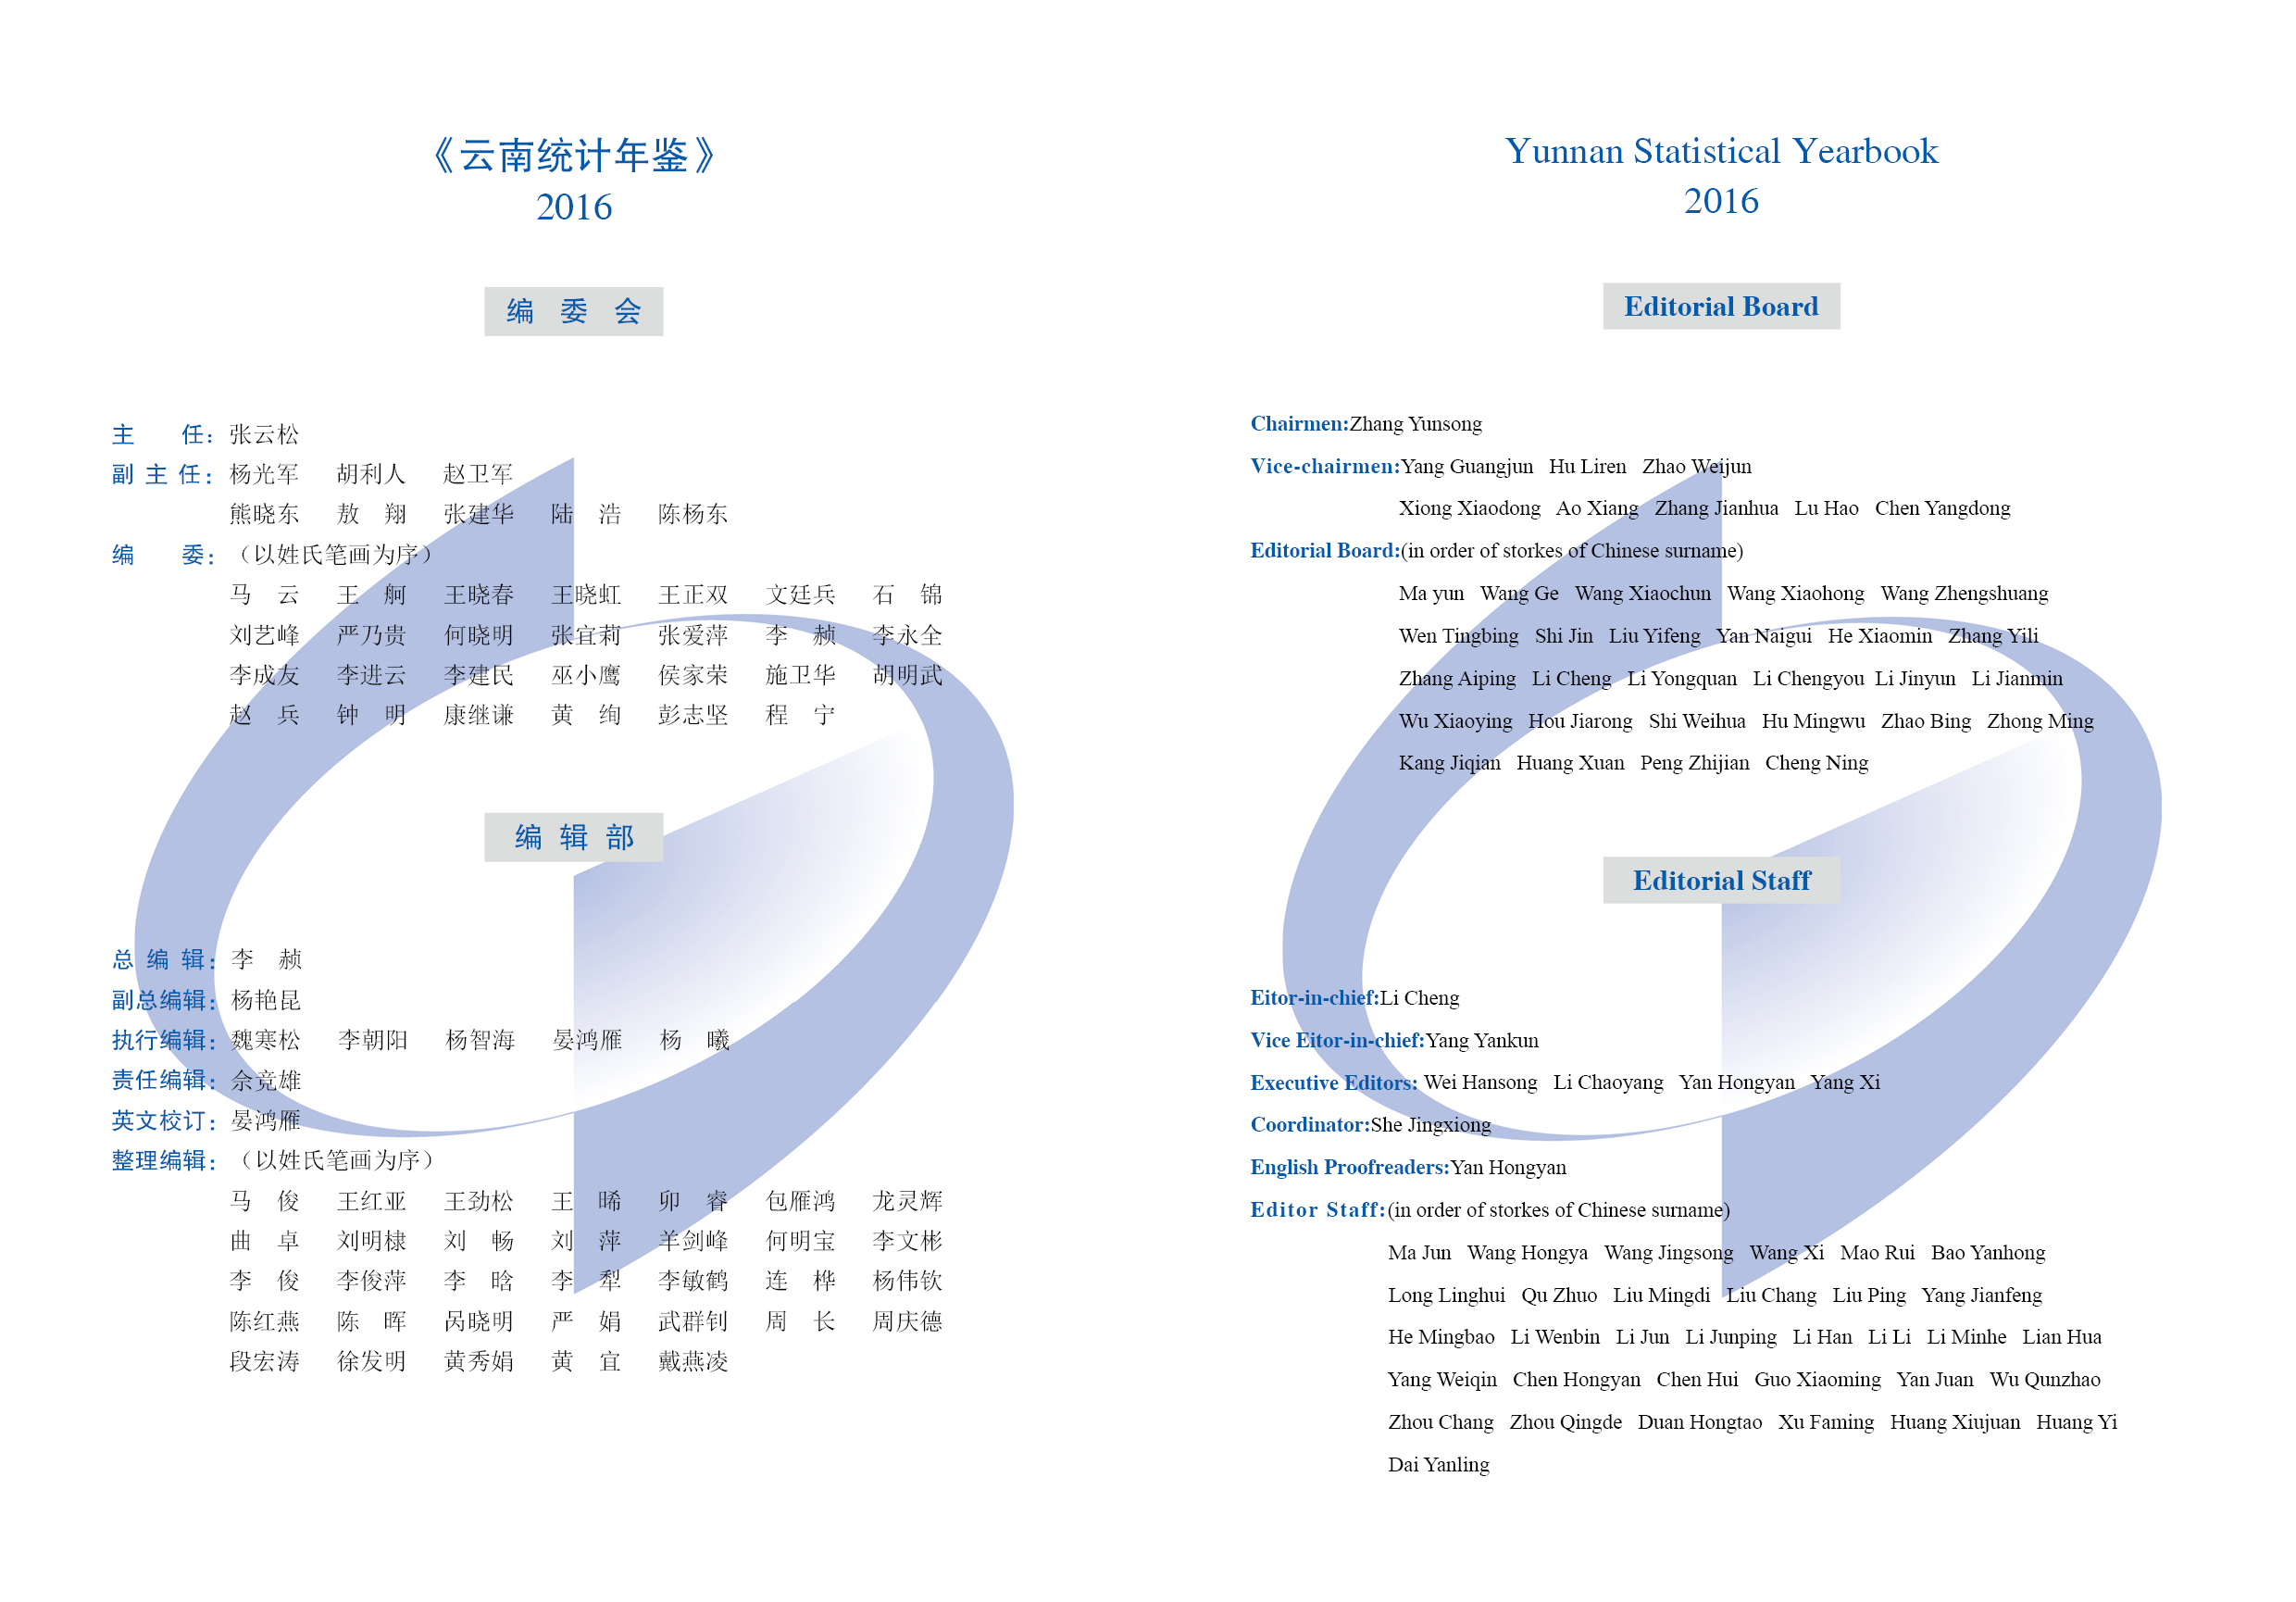 《云南统计年鉴》
2016
编 委 会
主 任：张云松
副 主 任：杨光军 胡利人 赵卫军
熊晓东 敖 翔 张建华 陆 浩 陈杨东
编 委：（以姓氏笔画为序）
马 云 王 舸 王晓春 王晓虹 王正双 文廷兵 石 锦
刘艺峰 严乃贵 何晓明 张宜莉 张爱萍 李 赪 李永全
李成友 李进云 李建民 巫小鹰 侯家荣 施卫华 胡明武
赵 兵 钟 明 康继谦 黄 绚 彭志坚 程 宁
编 辑 部
总 编 辑：李 赪
副总编辑：杨艳昆
执行编辑：魏寒松 李朝阳 杨智海 晏鸿雁 杨 曦
责任编辑：佘竞雄
英文校订：晏鸿雁
整理编辑：（以姓氏笔画为序）
马 俊 王红亚 王劲松 王 晞 卯 睿 包雁鸿 龙灵辉
曲 卓 刘明棣 刘 畅 刘 萍 羊剑峰 何明宝 李文彬
李 俊 李俊萍 李 晗 李 犁 李敏鹤 连 桦 杨伟钦
陈红燕 陈 晖 呙晓明 严 娟 武群钊 周 长 周庆德
段宏涛 徐发明 黄秀娟 黄 宜 戴燕凌
Yunnan Statistical Yearbook
2016
Editorial Board
Chairmen:Zhang Yunsong
Vice-chairmen:Yang Guangjun Hu Liren Zhao Weijun
Xiong Xiaodong Ao Xiang Zhang Jianhua Lu Hao Chen Yangdong
Editorial Board:(in order of storkes of Chinese surname)
Ma yun Wang Ge Wang Xiaochun Wang Xiaohong Wang Zhengshuang
Wen Tingbing Shi Jin Liu Yifeng Yan Naigui He Xiaomin Zhang Yili
Zhang Aiping Li Cheng Li Yongquan Li Chengyou Li Jinyun Li Jianmin
Wu Xiaoying Hou Jiarong Shi Weihua Hu Mingwu Zhao Bing Zhong Ming
Kang Jiqian Huang Xuan Peng Zhijian Cheng Ning
Editorial Staff
Eitor-in-chief:Li Cheng
Vice Eitor-in-chief:Yang Yankun
Executive Editors: Wei Hansong Li Chaoyang Yan Hongyan Yang Xi
Coordinator:She Jingxiong
English Proofreaders:Yan Hongyan
Editor Staff:(in order of storkes of Chinese surname)
Ma Jun Wang Hongya Wang Jingsong Wang Xi Mao Rui Bao Yanhong
Long Linghui Qu Zhuo Liu Mingdi Liu Chang Liu Ping Yang Jianfeng
He Mingbao Li Wenbin Li Jun Li Junping Li Han Li Li Li Minhe Lian Hua
Yang Weiqin Chen Hongyan Chen Hui Guo Xiaoming Yan Juan Wu Qunzhao
Zhou Chang Zhou Qingde Duan Hongtao Xu Faming Huang Xiujuan Huang Yi
Dai Yanling